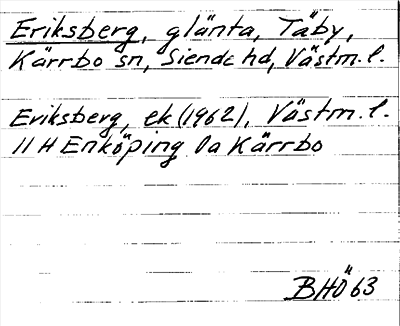 Eriksberg, glänta, Täby,
Kärrbo sn, Siende hd, Västm. l.
Eriksberg, ek (1962), Västm. l.
11 H Enköping 0a Kärrbo
BHÖ 63